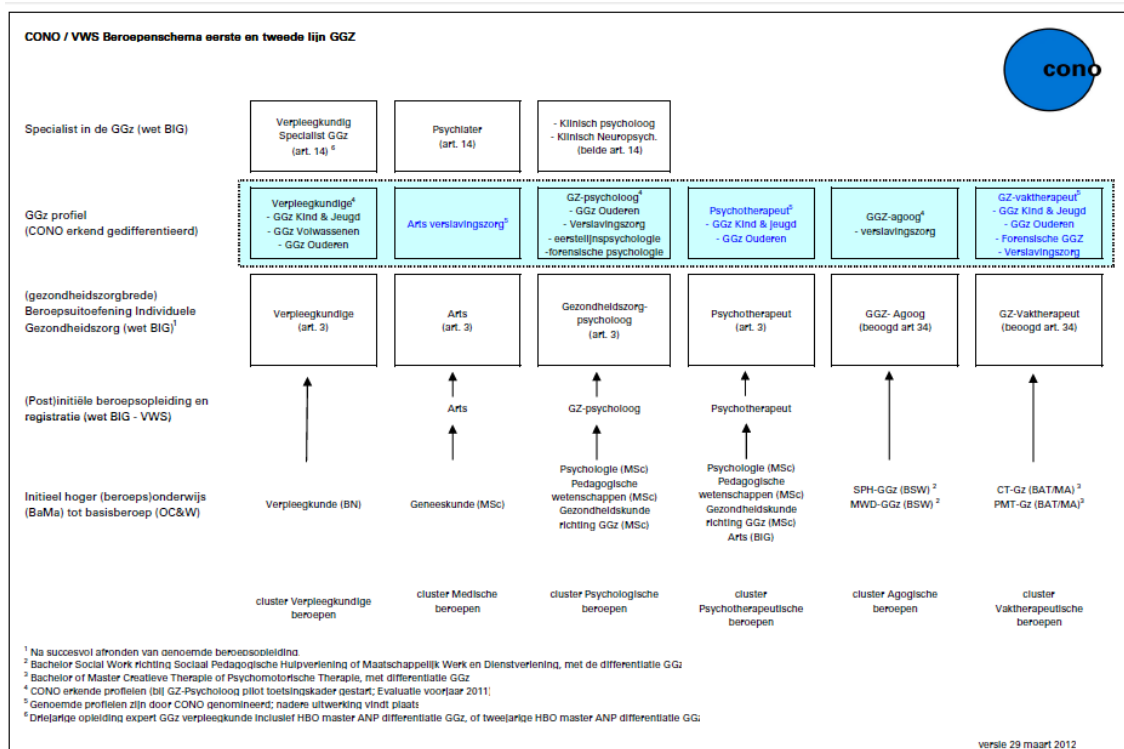 CONO / VWS Beroepenschema eerste en tweede lijn GGZ
cono
Specialist in de GGz (wet BIG)
Verpleegkundig
Specialist GGz
(art. 14) 6
Psychiater
(art. 14)
- Klinisch psycholoog
- Klinisch Neuropsych.
(beide art. 14)
GGz profiel
(CONO erkend gedifferentieerd)
Verpleegkundige4
- GGz Kind & Jeugd
- GGz Volwassenen
- GGz Ouderen
Arts verslavingszorg5
GZ-psycholoog4
- GGz Ouderen
- Verslavingszorg
- eerstelijnspsychologie
-forensische psychologie
Psychotherapeut5
- GGz Kind & jeugd
- GGz Ouderen
GGZ-agoog4
- verslavingszorg
GZ-vaktherapeut5
- GGz Kind & Jeugd
- GGz Ouderen
- Forensische GGZ
- Verslavingszorg
(gezondheidszorgbrede)
Beroepsuitoefening Individuele
Gezondheidszorg (wet BIG)1
Verpleegkundige
(art. 3)
Arts
(art. 3)
Gezondheidszorg-
psycholoog
(art. 3)
Psychotherapeut
(art. 3)
GGZ- Agoog
(beoogd art 34)
GZ-Vaktherapeut
(beoogd art. 34)
(Post)initiële beroepsopleiding en
registratie (wet BIG - VWS)
Arts
GZ-psycholoog
Psychotherapeut
Initieel hoger (beroeps)onderwijs
(BaMa) tot basisberoep (OC&W)
Verpleegkunde (BN)
Geneeskunde (MSc)
Psychologie (MSc)
Pedagogische
wetenschappen (MSc)
Gezondheidskunde
richting GGz (MSc)
Psychologie (MSc)
Pedagogische
wetenschappen (MSc)
Gezondheidskunde
richting GGz (MSc)
Arts (BIG)
SPH-GGz (BSW) 2
MWD-GGz (BSW) 2
CT-Gz (BAT/MA) 3
PMT-Gz (BAT/MA)3
cluster Verpleegkundige
beroepen
cluster Medische
beroepen
cluster Psychologische
beroepen
cluster
Psychotherapeutische
beroepen
cluster Agogische
beroepen
cluster
Vaktherapeutische
beroepen
1 Na succesvol afronden van genoemde beroepsopleiding.
2 Bachelor Social Work richting Sociaal Pedagogische Hulpverlening of Maatschappelijk Werk en Dienstverlening, met de differentiatie GGz
3 Bachelor of Master Creatieve Therapie of Psychomotorische Therapie, met differentiatie GGz
4 CONO erkende profielen (bij GZ-Psycholoog pilot toetsingskader gestart; Evaluatie voorjaar 2011)
5 Genoemde profielen zijn door CONO genomineerd; nadere uitwerking vindt plaats
6 Driejarige opleiding expert GGz verpleegkunde inclusief HBO master ANP differentiatie GGZ, of tweejarige HBO master ANP differentiatie GGz
versie 29 maart 2012